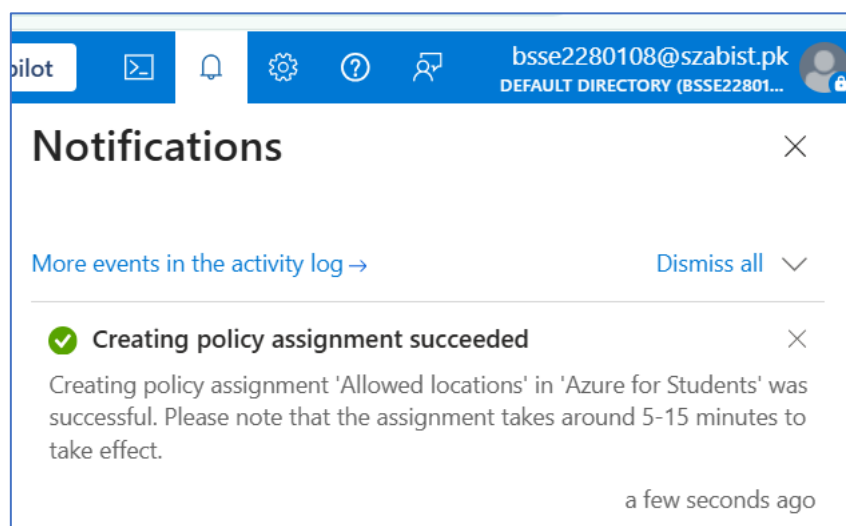 pilot
bsse2280108@szabist.pk
DEFAULT DIRECTORY (BSSE22801...
Notifications
More events in the activity log →
Dismiss all
Creating policy assignment succeeded
Creating policy assignment 'Allowed locations' in 'Azure for Students' was
successful. Please note that the assignment takes around 5-15 minutes to
take effect.
a few seconds ago